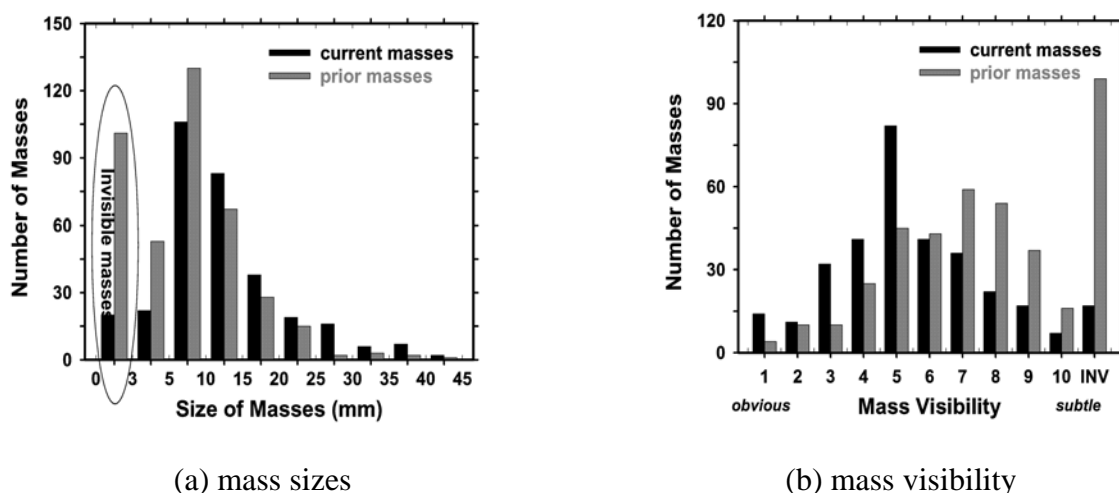 150
120
90
60
30
0
Number of Masses
current masses
prior masses
Invisible masses
0 3 5 10 15 20 25 30 35 40 45
Size of Masses (mm)
(a) mass sizes
120
90
60
30
0
Number of Masses
current masses
prior masses
1 2 3 4 5 6 7 8 9 10 INV
obvious Mass Visibility subtle
(b) mass visibility